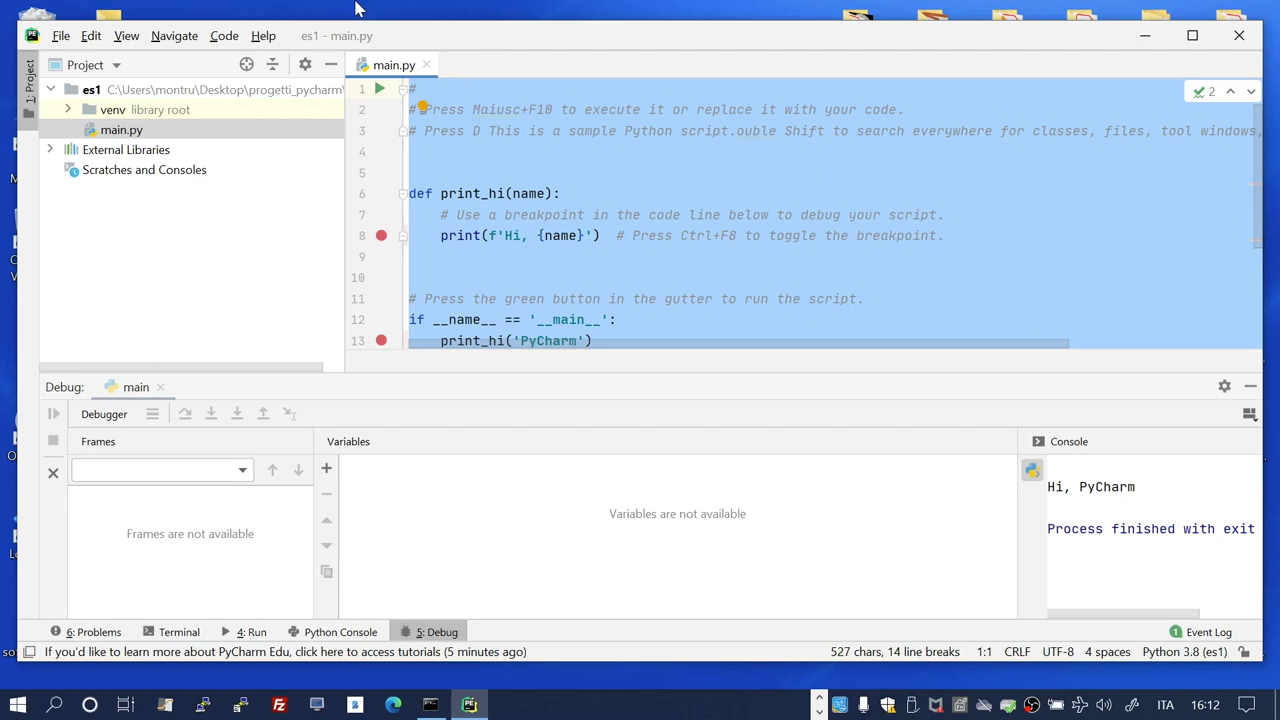 File Edit View Navigate Code Help es1 - main.py
Project
main.py
1: Project
es1 C:\Users\montru\Desktop\progetti_pycharm\
venv library root
main.py
External Libraries
Scratches and Consoles
2
1 #
2 # Press Maiusc+F10 to execute it or replace it with your code.
3 # Press D This is a sample Python script.ouble Shift to search everywhere for classes, files, tool windows,
4
5
6 def print_hi(name):
7 # Use a breakpoint in the code line below to debug your script.
8 print(f'Hi, {name}')  # Press Ctrl+F8 to toggle the breakpoint.
9
10
11 # Press the green button in the gutter to run the script.
12 if __name__ == '__main__':
13 print_hi('PyCharm')
Debug: main
Debugger
Frames
Variables
Console
Frames are not available
Variables are not available
Hi, PyCharm
Process finished with exit
6: Problems Terminal 4: Run Python Console 5: Debug 1 Event Log
If you'd like to learn more about PyCharm Edu, click here to access tutorials (5 minutes ago) 527 chars, 14 line breaks 1:1 CRLF UTF-8 4 spaces Python 3.8 (es1)
ITA 16:12